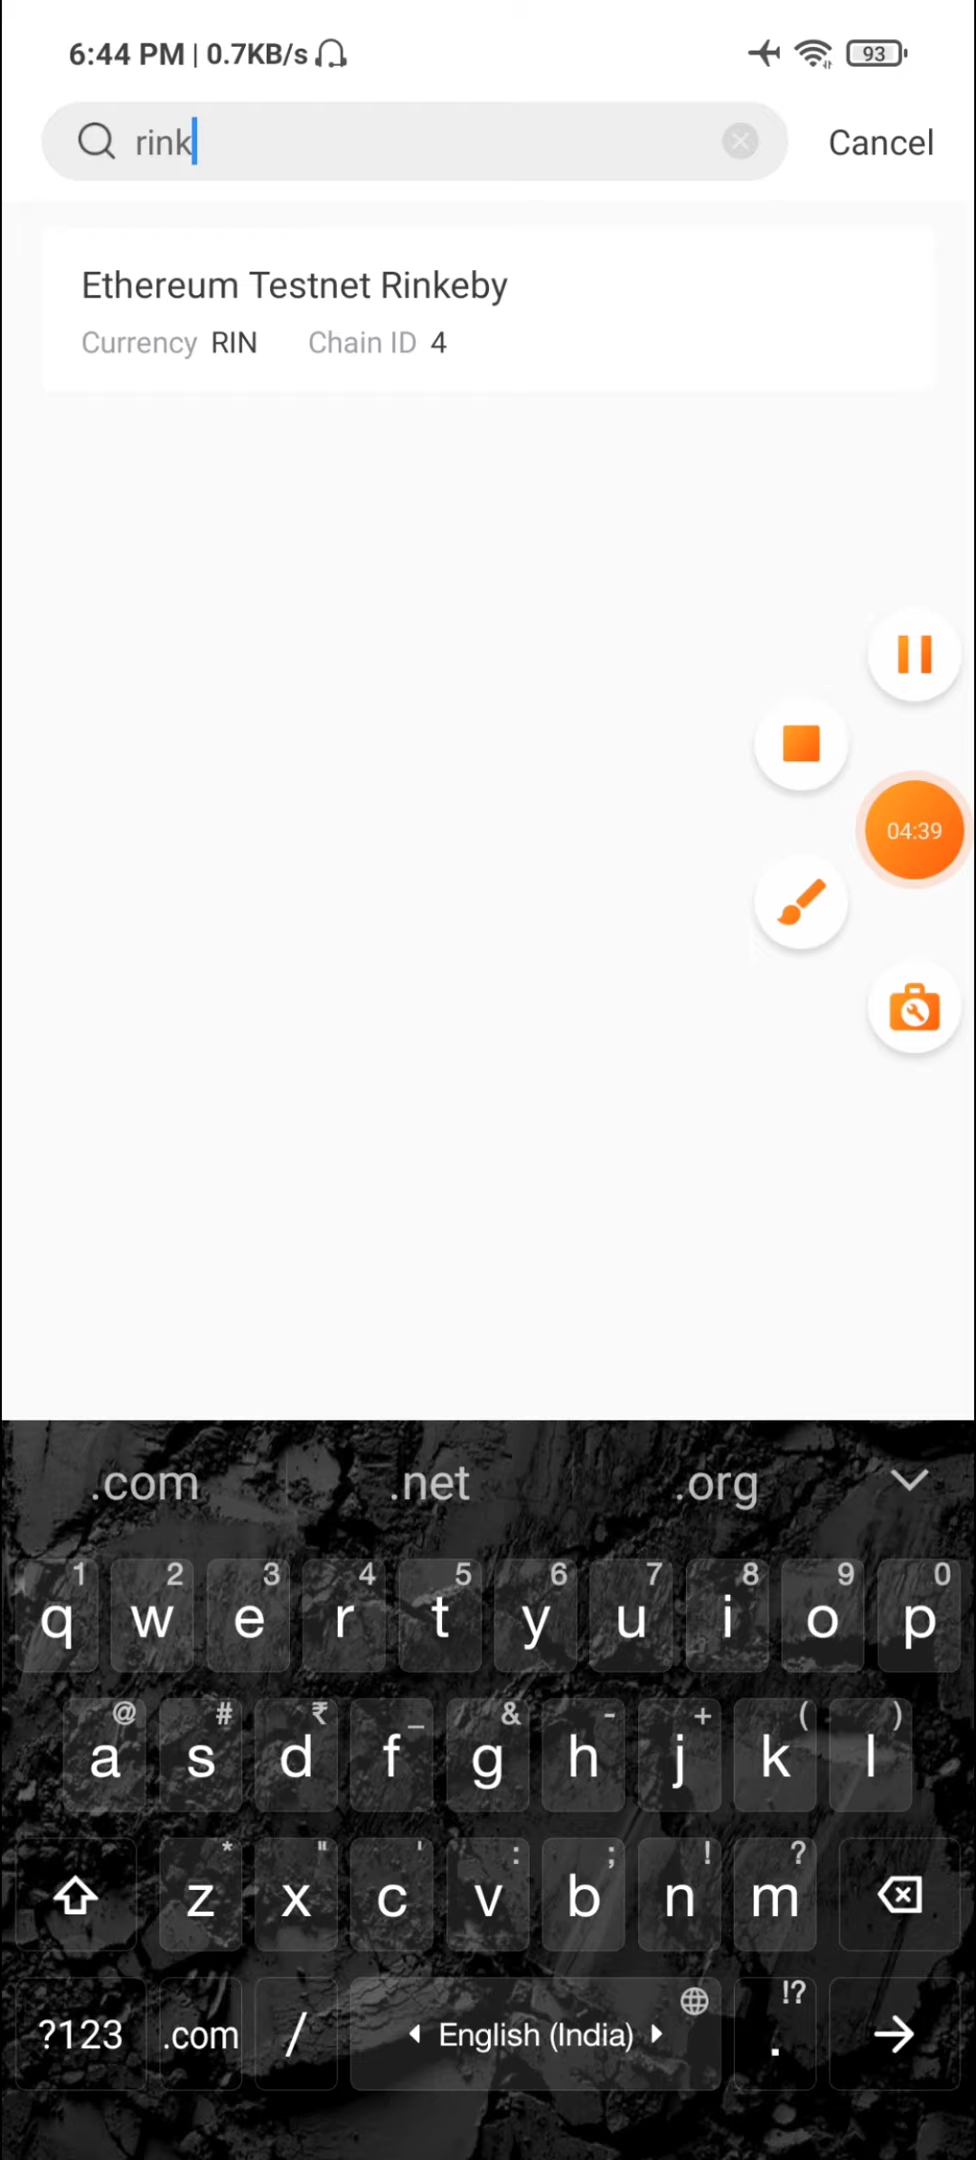 6:44 PM | 0.7KB/s 93
rink Cancel
Ethereum Testnet Rinkeby
Currency RIN Chain ID 4
04:39
.com .net .org
1 2 3 4 5 6 7 8 9 0
q w e r t y u i o p
@ # ₹ _ & - + ( )
a s d f g h j k l
* " ' : ; ! ?
z x c v b n m
!?
?123 .com / English (India) .